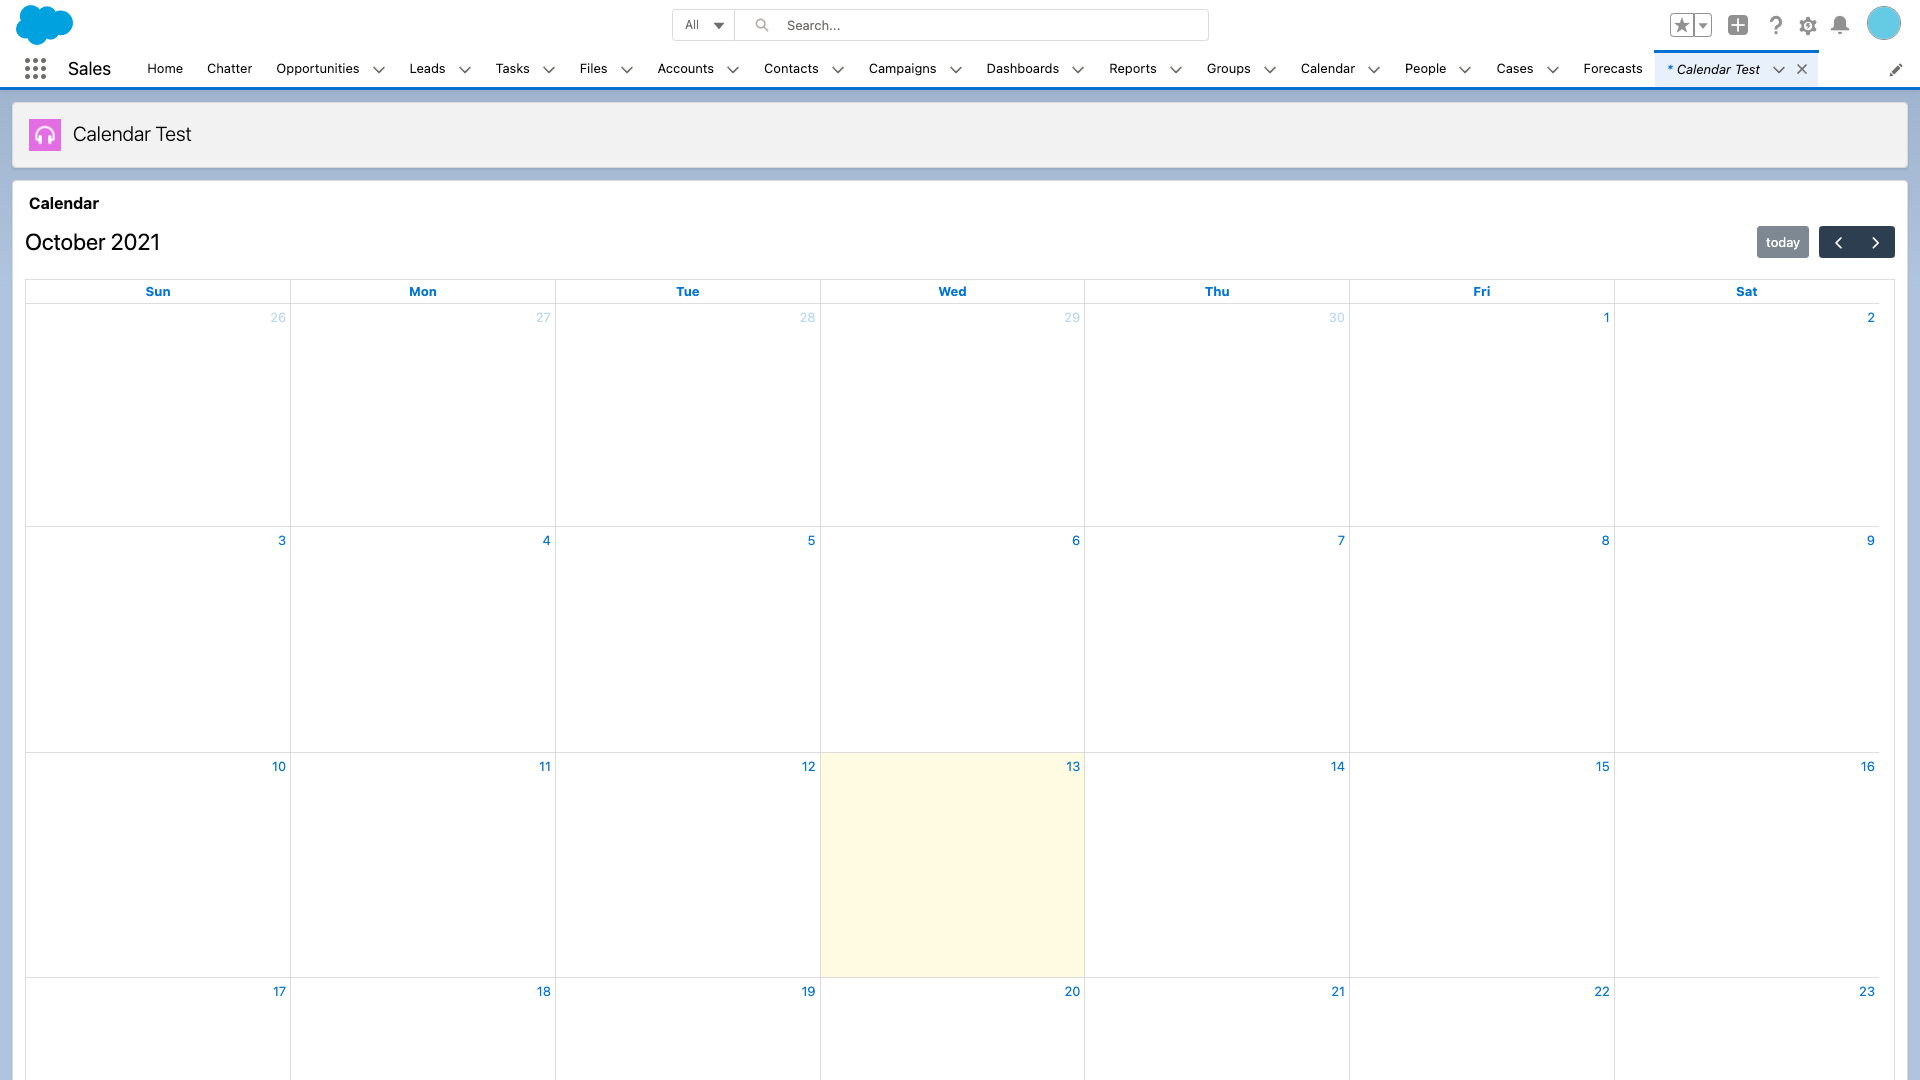 All Search...
Sales Home Chatter Opportunities Leads Tasks Files Accounts Contacts Campaigns Dashboards Reports Groups Calendar People Cases Forecasts * Calendar Test
Calendar Test
Calendar
October 2021 today
Sun Mon Tue Wed Thu Fri Sat
26 27 28 29 30 1 2
3 4 5 6 7 8 9
10 11 12 13 14 15 16
17 18 19 20 21 22 23